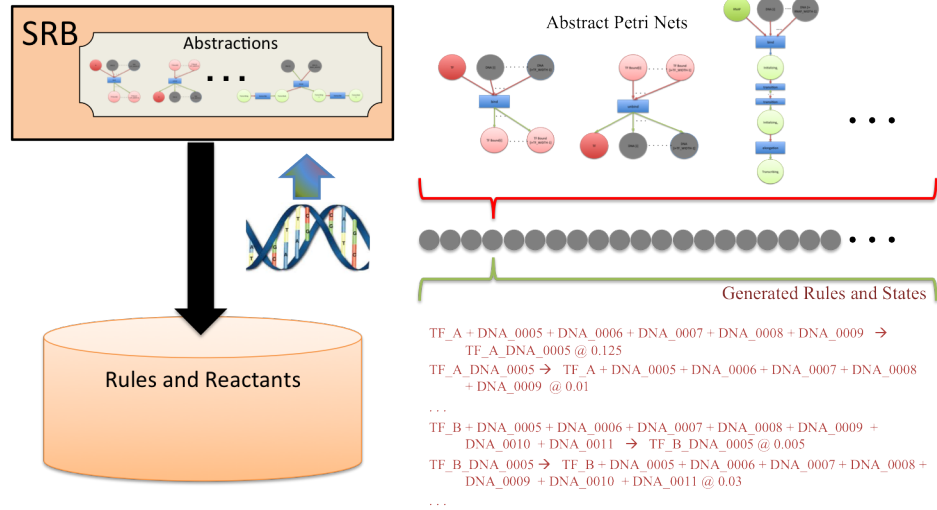 SRB
Abstractions
Rules and Reactants
Abstract Petri Nets
Generated Rules and States
TF_A + DNA_0005 + DNA_0006 + DNA_0007 + DNA_0008 + DNA_0009 →
TF_A_DNA_0005 @ 0.125
TF_A_DNA_0005 → TF_A + DNA_0005 + DNA_0006 + DNA_0007 + DNA_0008
+ DNA_0009 @ 0.01
. . .
TF_B + DNA_0005 + DNA_0006 + DNA_0007 + DNA_0008 + DNA_0009 +
DNA_0010 + DNA_0011 → TF_B_DNA_0005 @ 0.005
TF_B_DNA_0005 → TF_B + DNA_0005 + DNA_0006 + DNA_0007 + DNA_0008 +
DNA_0009 + DNA_0010 + DNA_0011 @ 0.03
. . .